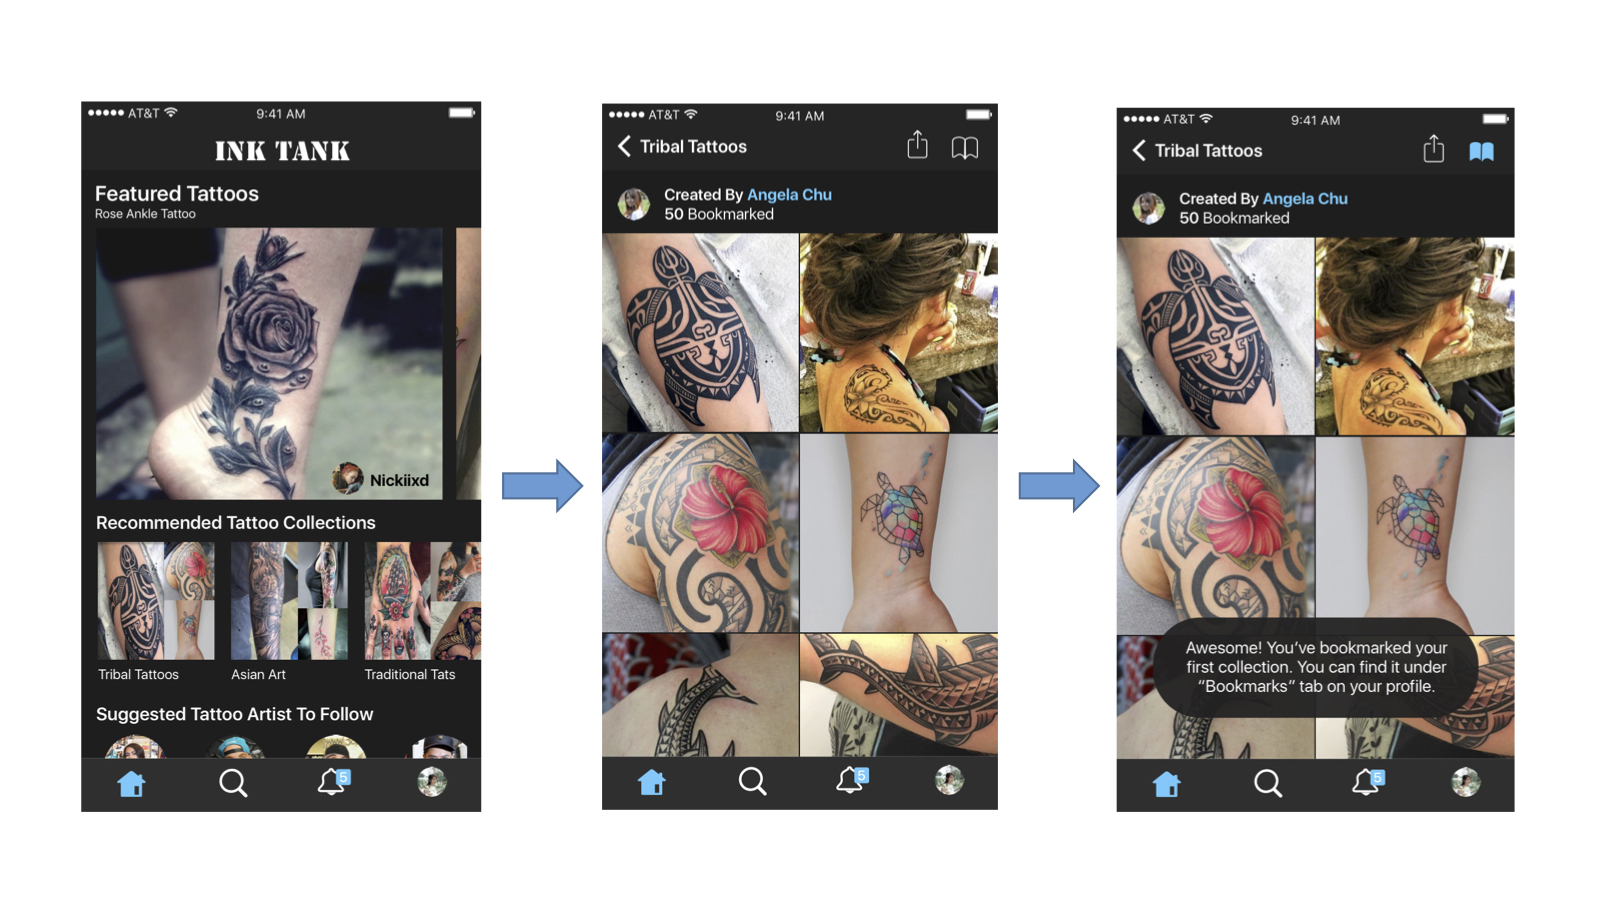 AT&T 9:41 AM
INK TANK
Featured Tattoos
Rose Ankle Tattoo
Nickiixd
Recommended Tattoo Collections
Tribal Tattoos
Asian Art
Traditional Tats
Suggested Tattoo Artist To Follow
5
AT&T 9:41 AM
Tribal Tattoos
Created By Angela Chu
50 Bookmarked
5
AT&T 9:41 AM
Tribal Tattoos
Created By Angela Chu
50 Bookmarked
Awesome! You've bookmarked your
first collection. You can find it under
“Bookmarks” tab on your profile.
5